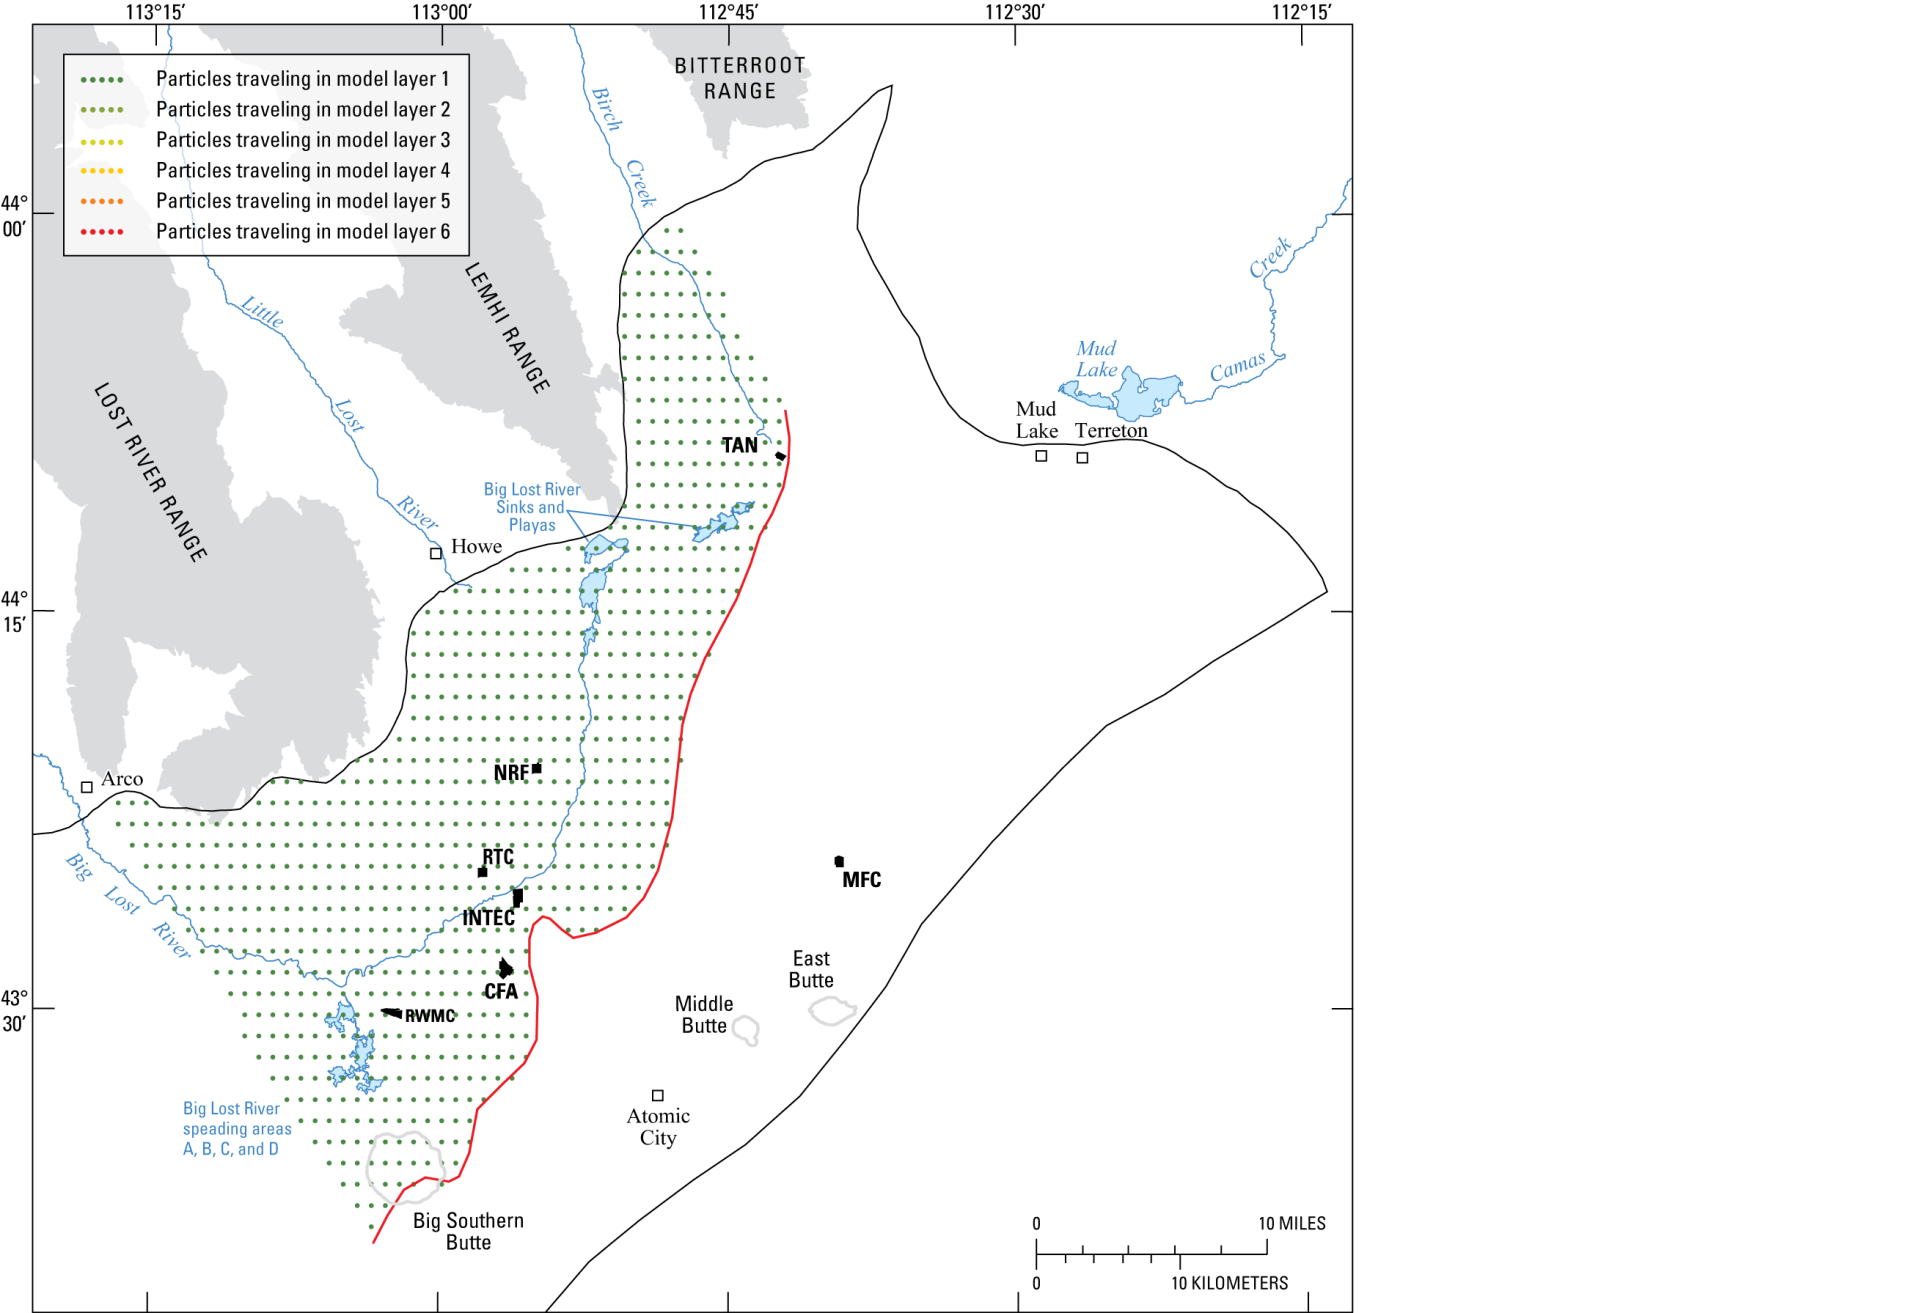 113°15′
113°00′
112°45′
112°30′
112°15′
BITTERROOT
RANGE
Particles traveling in model layer 1
Particles traveling in model layer 2
Particles traveling in model layer 3
Particles traveling in model layer 4
Particles traveling in model layer 5
Particles traveling in model layer 6
Birch
Creek
44°
00′
Creek
LEMHI RANGE
Little
Mud
Lake
Camas
LOST RIVER RANGE
Lost
Mud
Lake
Terreton
TAN
Big Lost River
Sinks and
Playas
River
Howe
44°
15′
NRF
Arco
RTC
MFC
Big
Lost
River
INTEC
East
Butte
CFA
43°
30′
Middle
Butte
RWMC
Big Lost River
speading areas
A, B, C, and D
Atomic
City
Big Southern
Butte
0
10 MILES
0
10 KILOMETERS